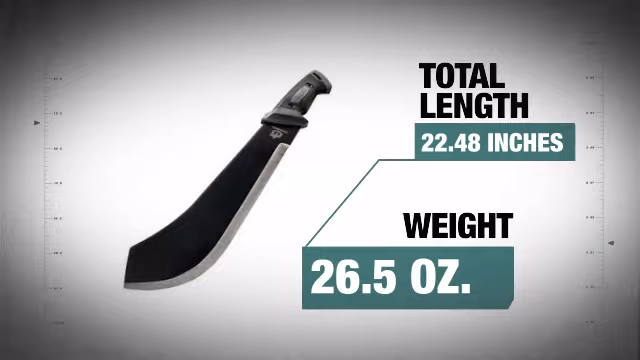 TOTAL
LENGTH
22.48 INCHES
WEIGHT
26.5 OZ.